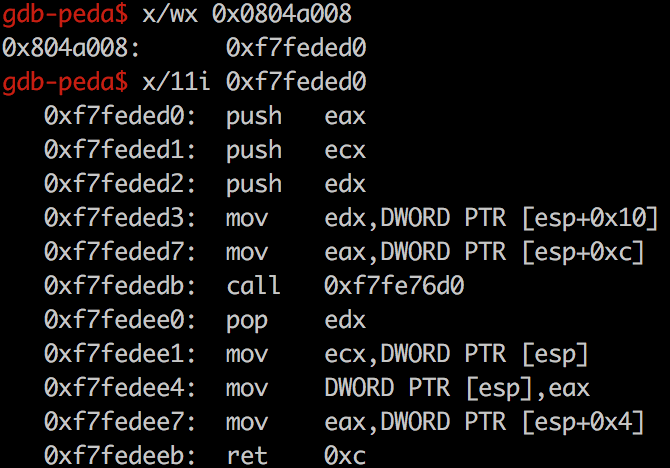 gdb-peda$ x/wx 0x0804a008
0x804a008: 0xf7feded0
gdb-peda$ x/11i 0xf7feded0
0xf7feded0: push eax
0xf7feded1: push ecx
0xf7feded2: push edx
0xf7feded3: mov edx,DWORD PTR [esp+0x10]
0xf7feded7: mov eax,DWORD PTR [esp+0xc]
0xf7fededb: call 0xf7fe76d0
0xf7fedee0: pop edx
0xf7fedee1: mov ecx,DWORD PTR [esp]
0xf7fedee4: mov DWORD PTR [esp],eax
0xf7fedee7: mov eax,DWORD PTR [esp+0x4]
0xf7fedeeb: ret 0xc